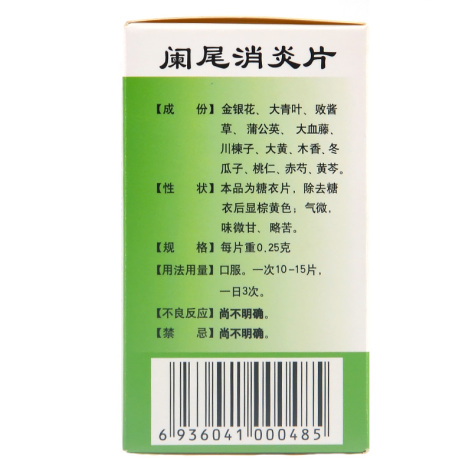 阑尾消炎片
【成　份】金银花、大青叶、败酱
草、蒲公英、大血藤、
川楝子、大黄、木香、冬
瓜子、桃仁、赤芍、黄芩。
【性　状】本品为糖衣片，除去糖
衣后显棕黄色；气微，
味微甘、略苦。
【规　格】每片重0.25克
【用法用量】口服。一次10-15片，
一日3次。
【不良反应】尚不明确。
【禁　忌】尚不明确。
6 936041 000485